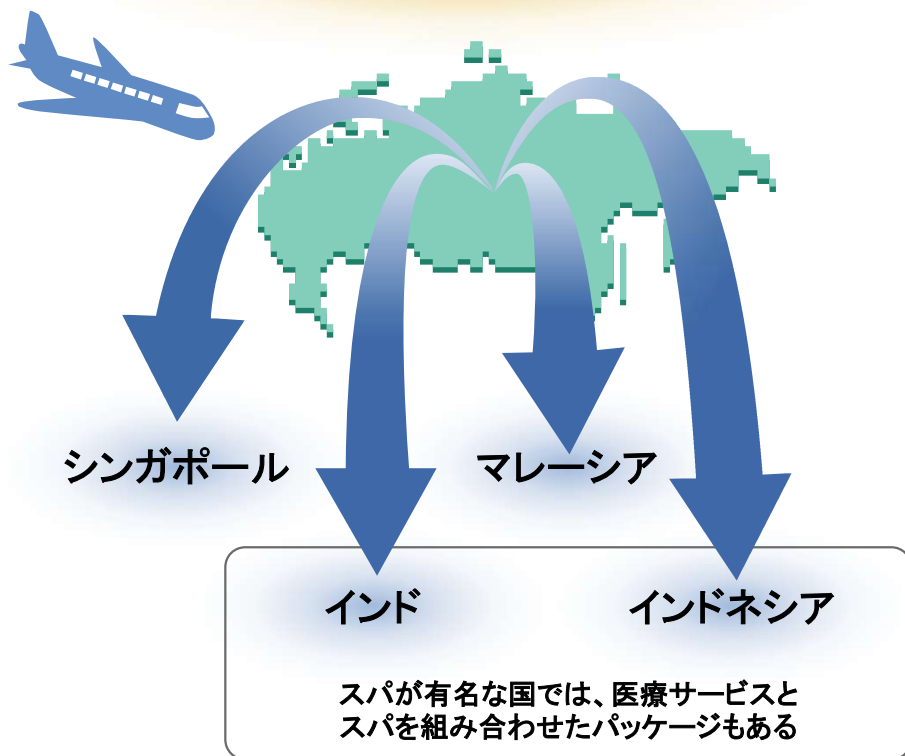 シンガポール
マレーシア
インド
インドネシア
スパが有名な国では、医療サービスと
スパを組み合わせたパッケージもある